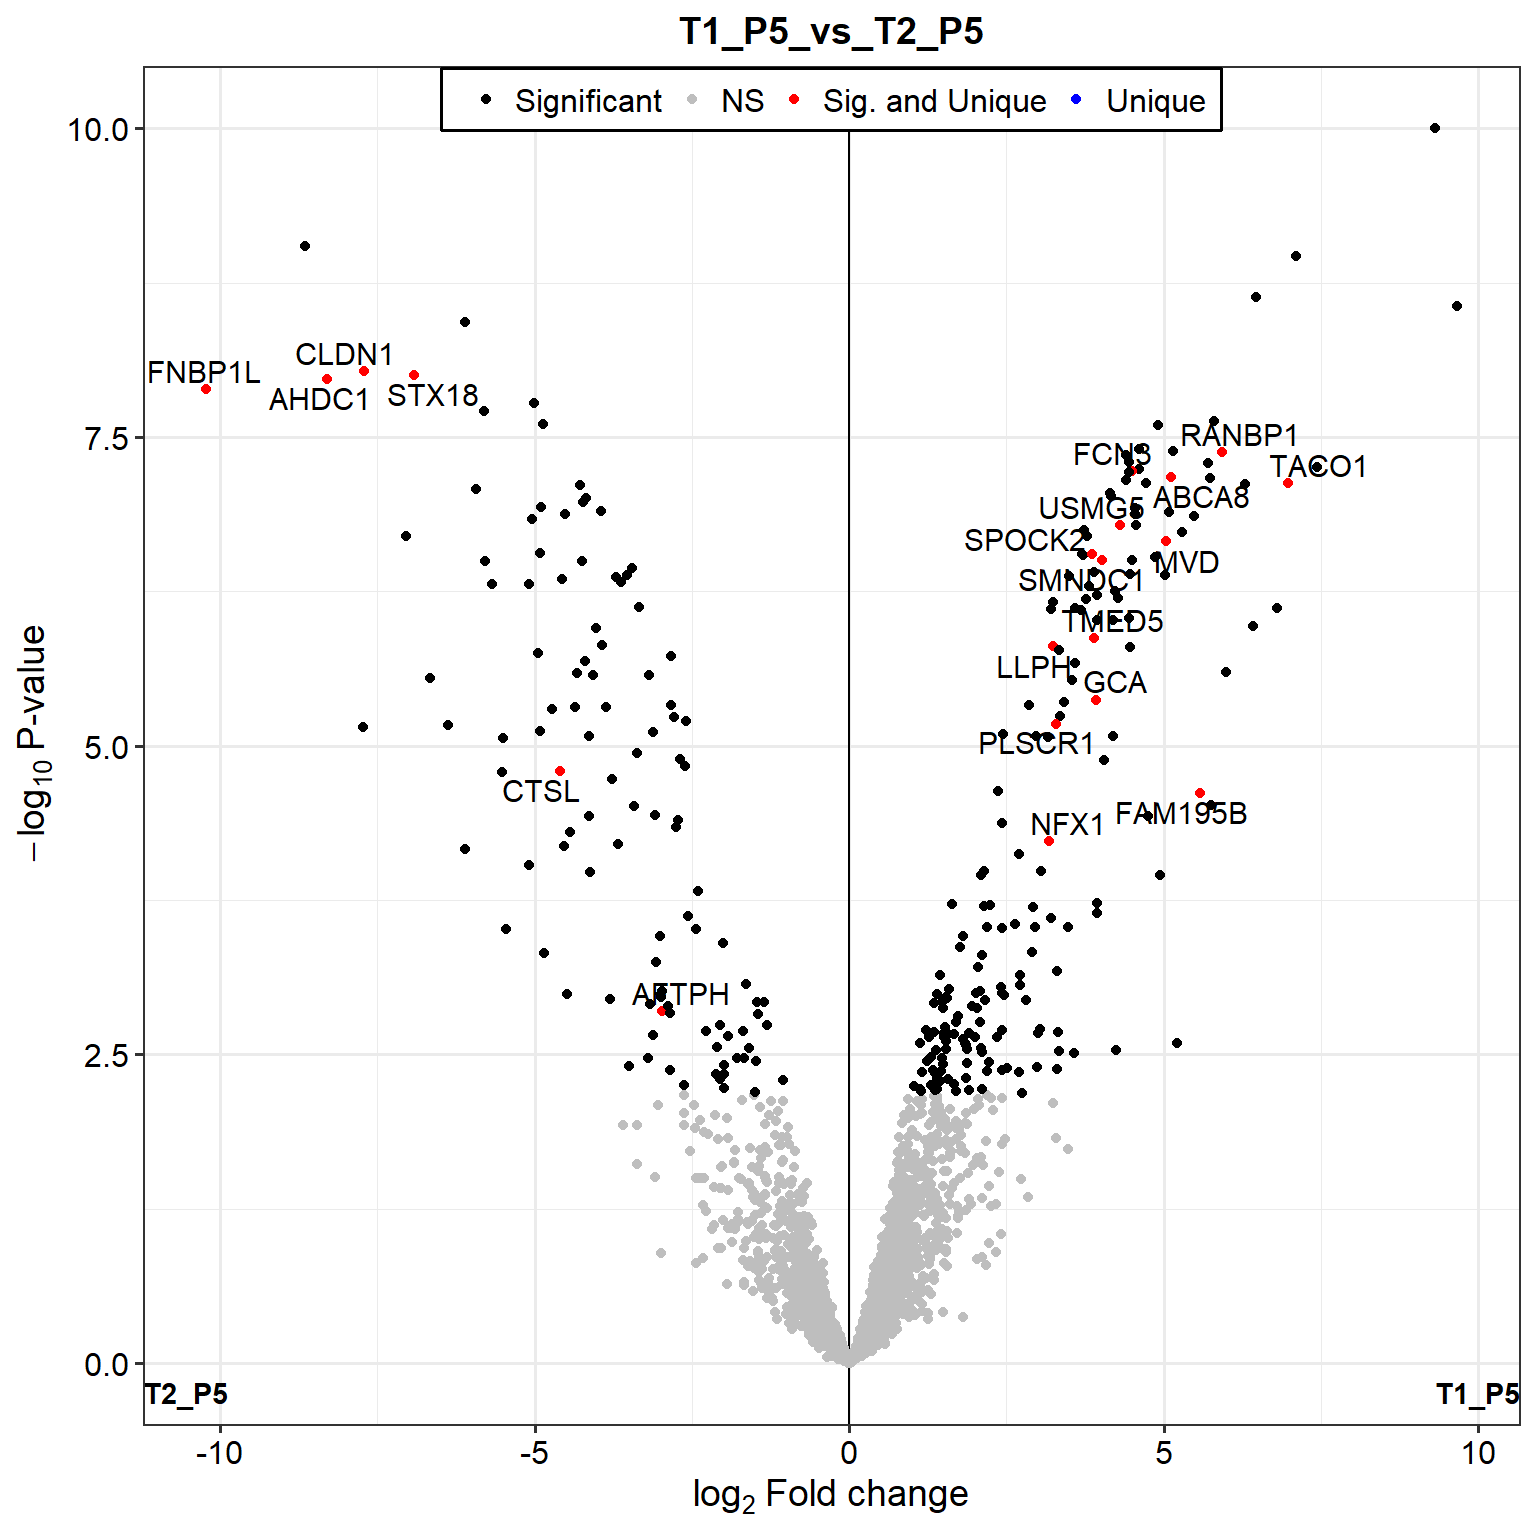 T1_P5_vs_T2_P5
Significant NS Sig. and Unique Unique
10.0
7.5
5.0
2.5
0.0
−log10 P-value
FNBP1L
CLDN1
AHDC1
STX18
RANBP1
FCN3
TACO1
ABCA8
USMG5
SPOCK2
MVD
SMNDC1
TMED5
LLPH
GCA
PLSCR1
CTSL
FAM195B
NFX1
AFTPH
T2_P5
T1_P5
-10 -5 0 5 10
log2 Fold change